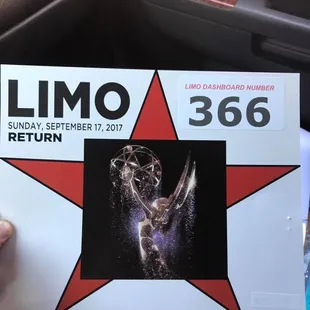 LIMO
SUNDAY, SEPTEMBER 17, 2017
RETURN
LIMO DASHBOARD NUMBER
366